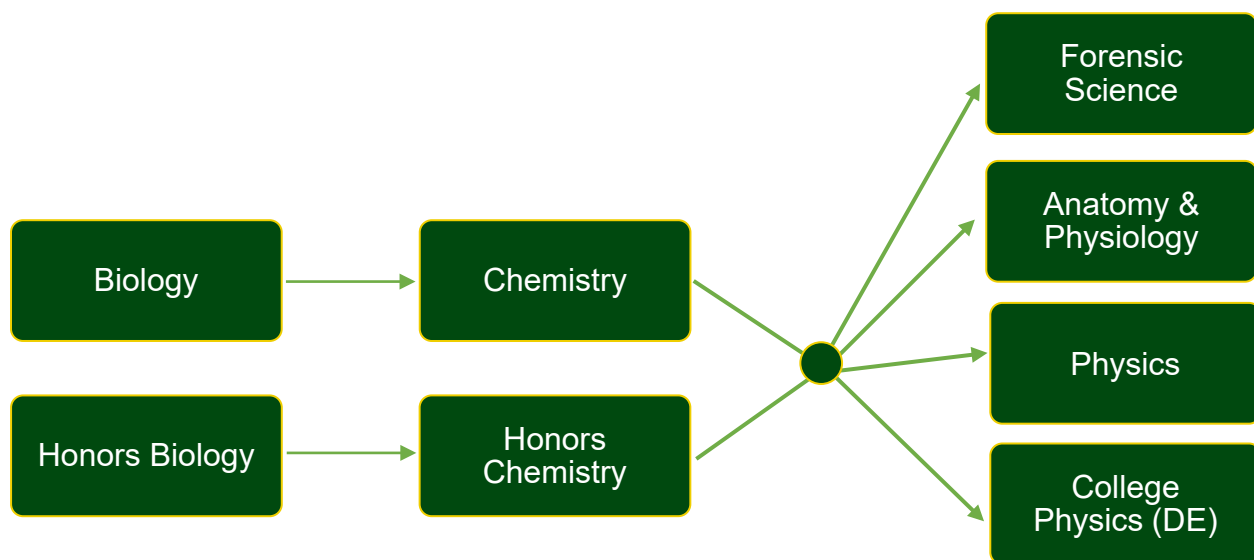 Biology
Honors Biology
Chemistry
Honors
Chemistry
Forensic
Science
Anatomy &
Physiology
Physics
College
Physics (DE)